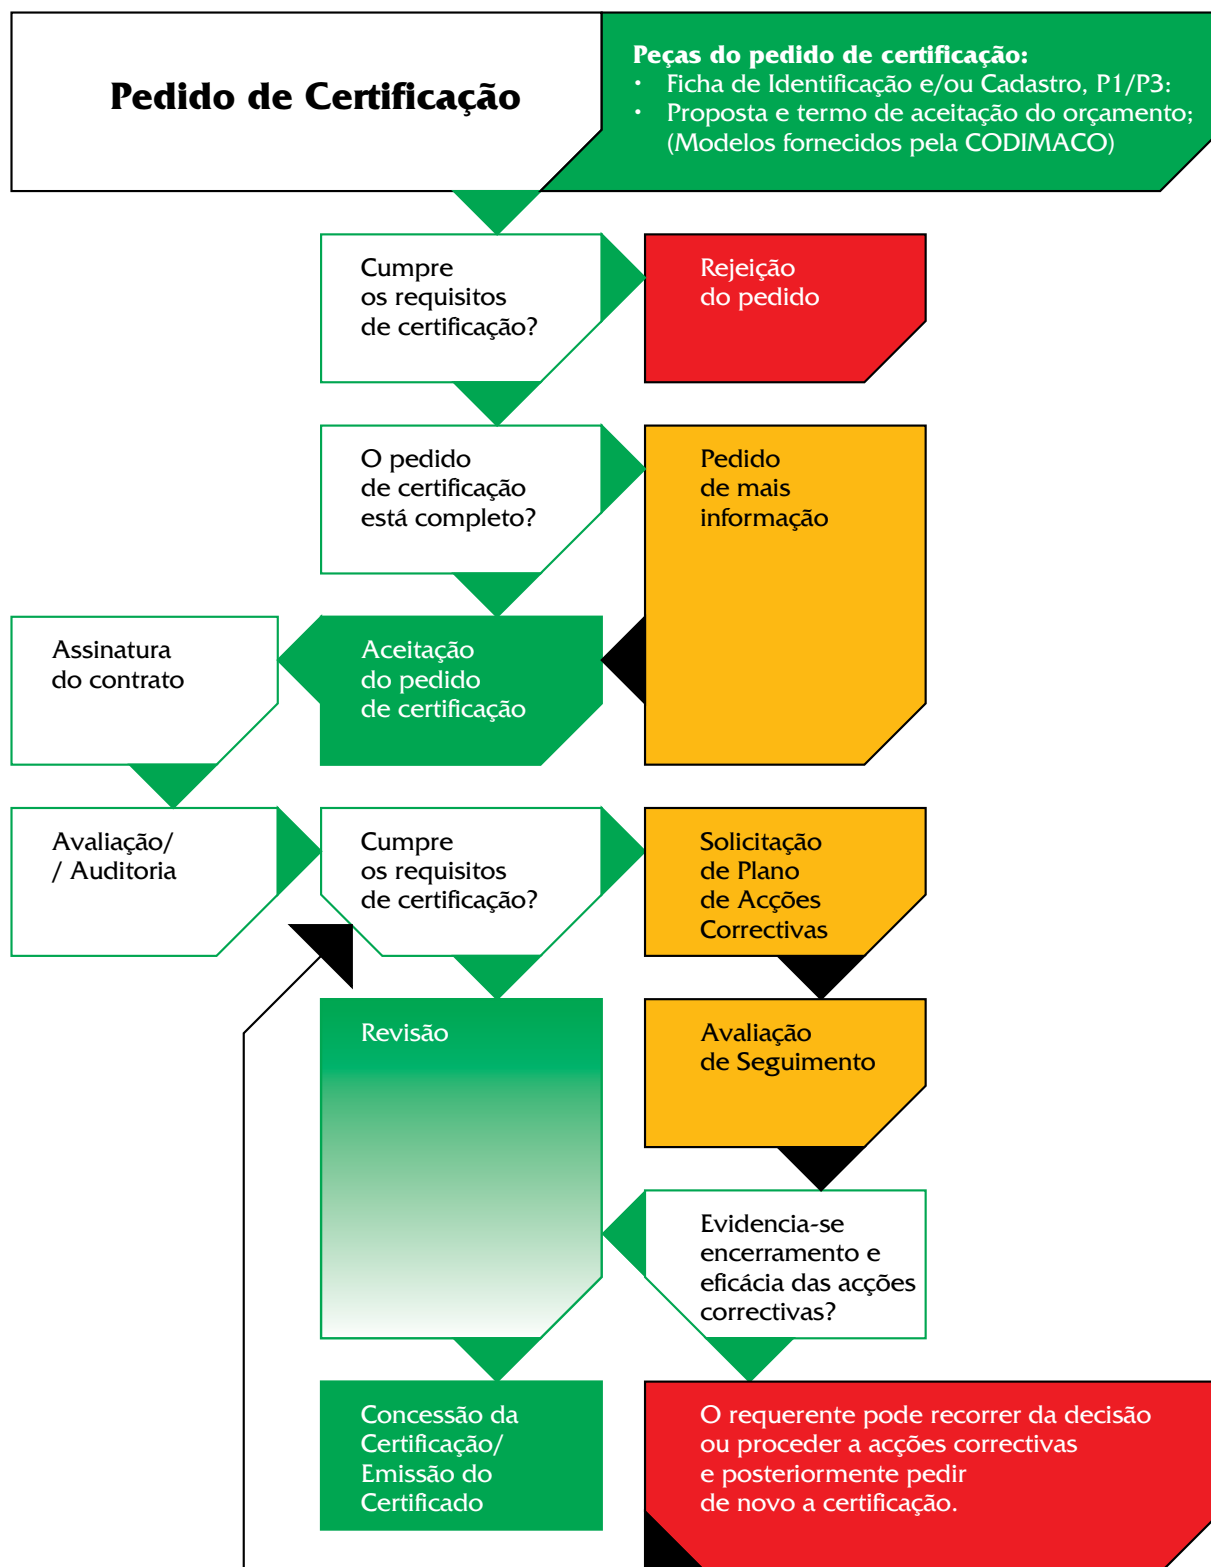 Pedido de Certificação
Peças do pedido de certificação:
• Ficha de Identificação e/ou Cadastro, P1/P3:
• Proposta e termo de aceitação do orçamento;
(Modelos fornecidos pela CODIMACO)
Cumpre
os requisitos
de certificação?
Rejeição
do pedido
O pedido
de certificação
está completo?
Pedido
de mais
informação
Assinatura
do contrato
Aceitação
do pedido
de certificação
Avaliação/
/ Auditoria
Cumpre
os requisitos
de certificação?
Solicitação
de Plano
de Acções
Correctivas
Revisão
Avaliação
de Seguimento
Evidencia-se
encerramento e
eficácia das acções
correctivas?
Concessão da
Certificação/
Emissão do
Certificado
O requerente pode recorrer da decisão
ou proceder a acções correctivas
e posteriormente pedir
de novo a certificação.